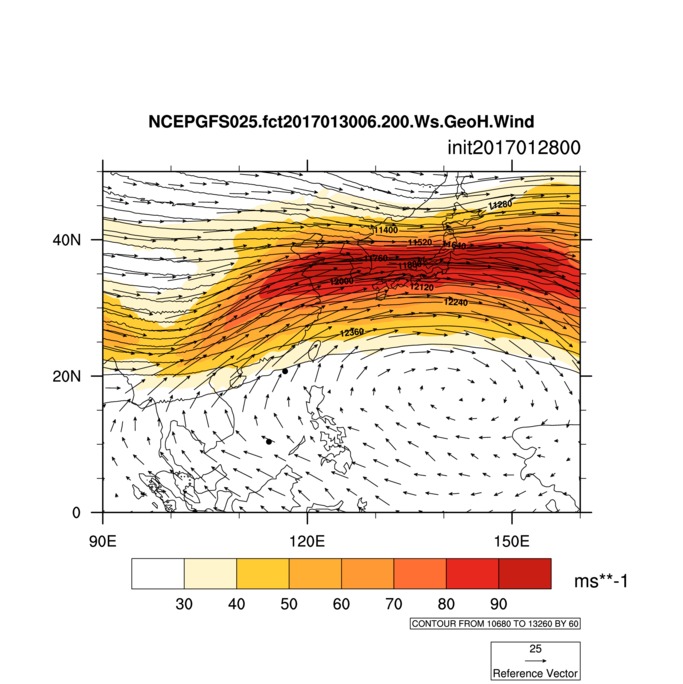 NCEPGFS025.fct2017013006.200.Ws.GeoH.Wind
init2017012800
11280
11400
40N
11520
11640
11760
11880
12000
12120
12240
12360
20N
0
90E 120E 150E
ms**-1
30 40 50 60 70 80 90
CONTOUR FROM 10680 TO 13260 BY 60
25
Reference Vector